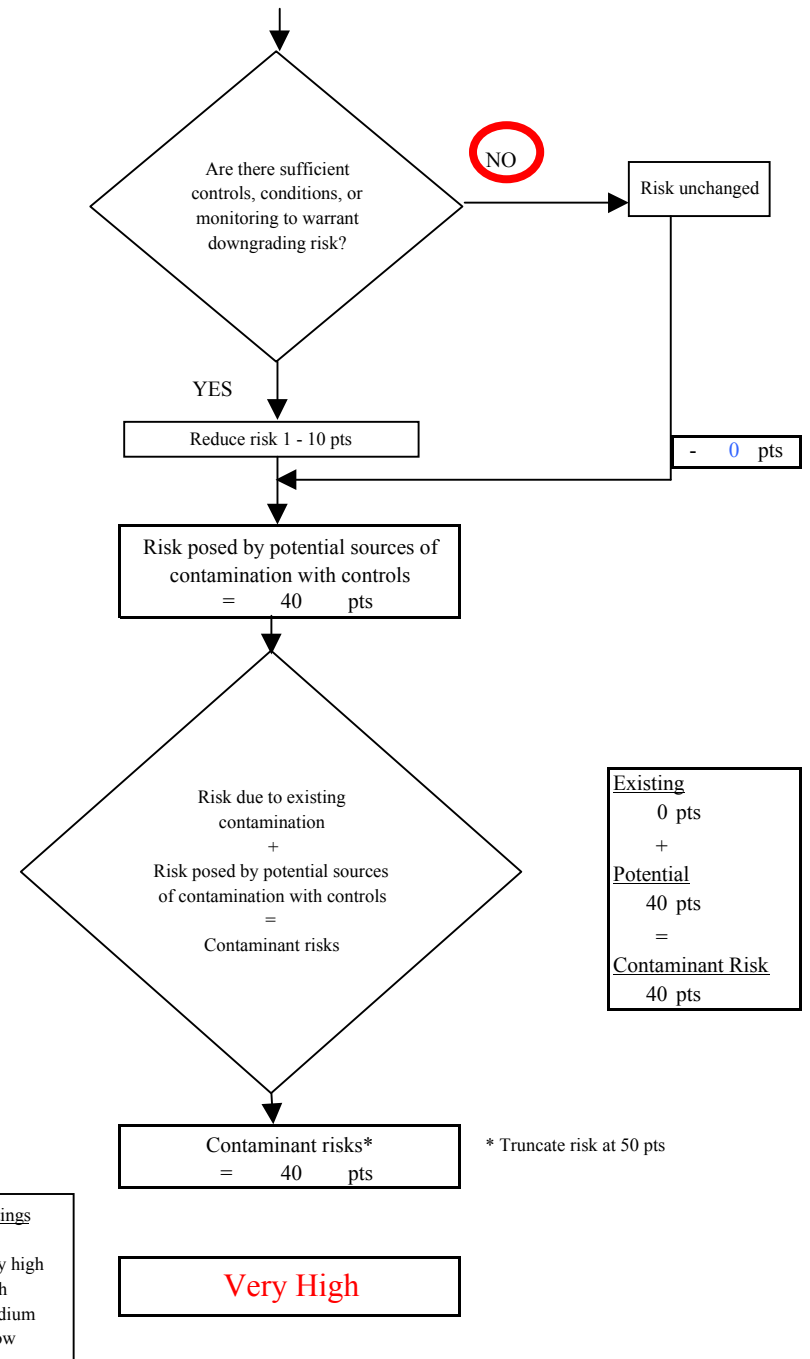 Are there sufficient
controls, conditions, or
monitoring to warrant
downgrading risk?
NO
Risk unchanged
YES
Reduce risk 1 - 10 pts
- 0 pts
Risk posed by potential sources of
contamination with controls
= 40 pts
Risk due to existing
contamination
+
Risk posed by potential sources
of contamination with controls
=
Contaminant risks
Existing
0 pts
+
Potential
40 pts
=
Contaminant Risk
40 pts
Contaminant risks*
= 40 pts
* Truncate risk at 50 pts
high
Very High